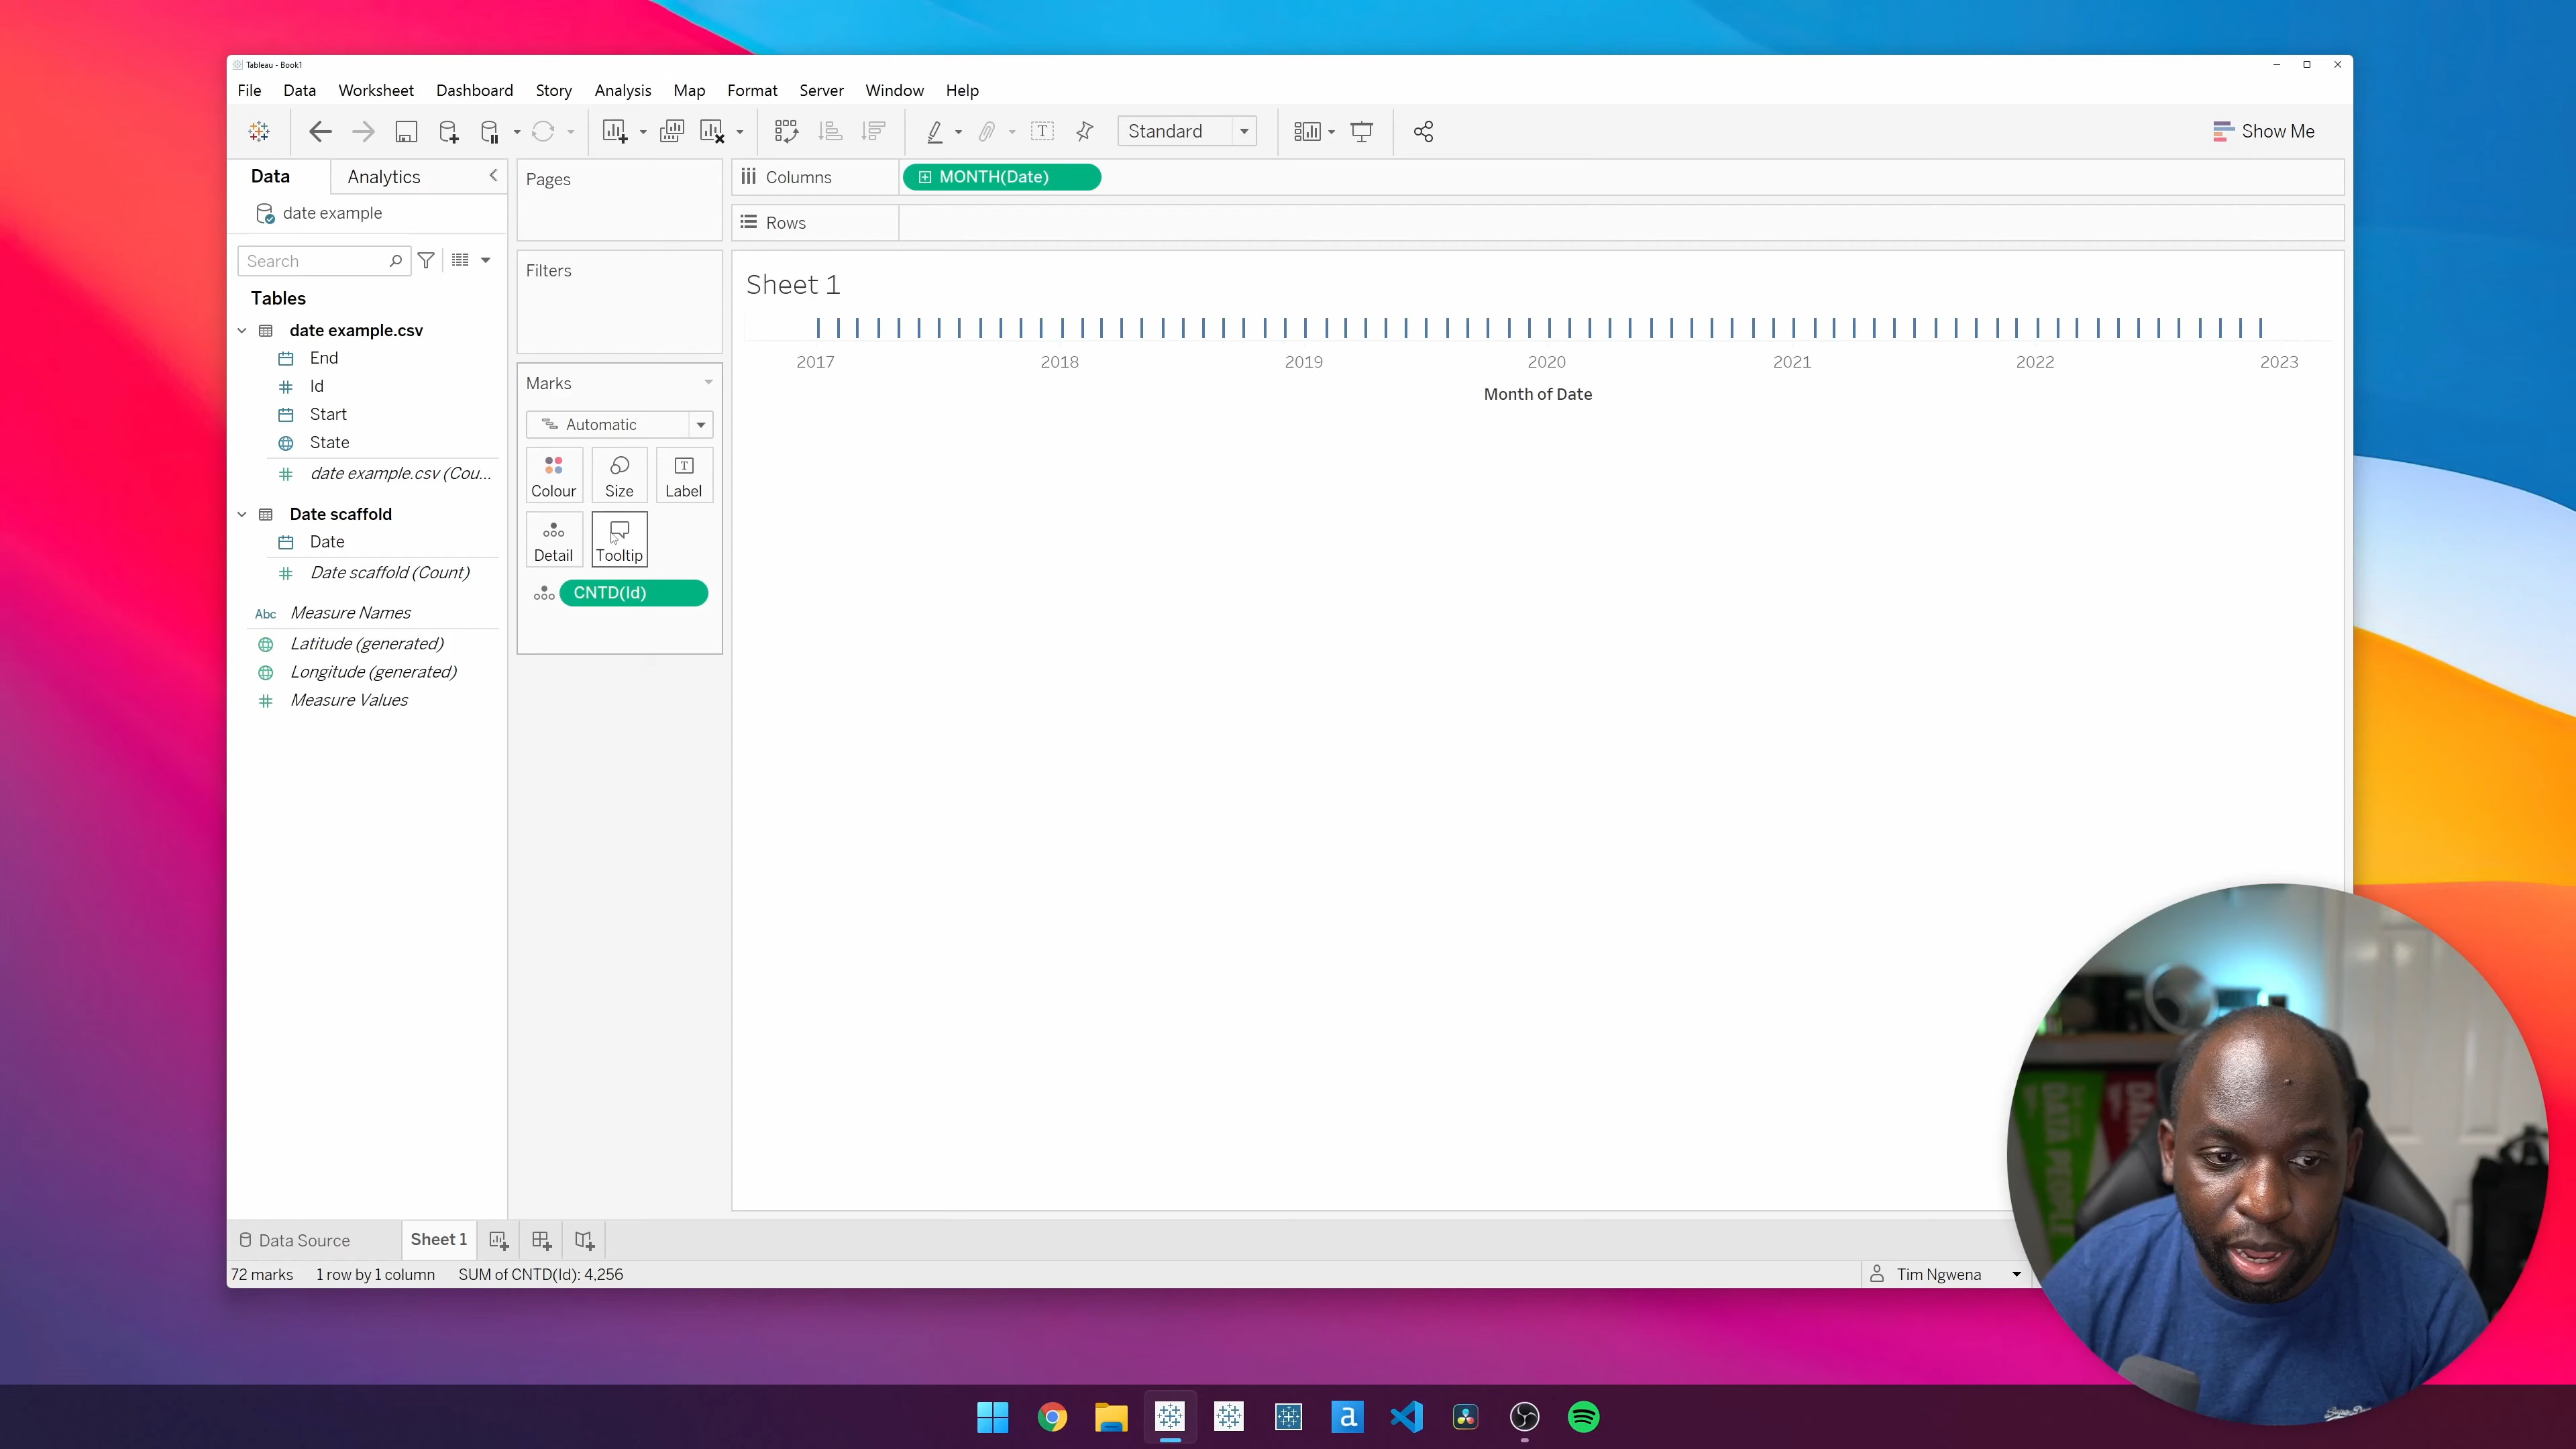 Tableau - Book1
File Data Worksheet Dashboard Story Analysis Map Format Server Window Help
Standard
Show Me
Data Analytics
date example
Search
Tables
date example.csv
End
Id
Start
State
date example.csv (Cou...
Date scaffold
Date
Date scaffold (Count)
Abc Measure Names
Latitude (generated)
Longitude (generated)
Measure Values
Pages
Filters
Marks
Automatic
Colour Size Label
Detail Tooltip
CNTD(Id)
Columns MONTH(Date)
Rows
Sheet 1
2017 2018 2019 2020 2021 2022 2023
Month of Date
DATA PEOPLE
Data Source Sheet 1
72 marks 1 row by 1 column SUM of CNTD(Id): 4,256
Tim Ngwena
a